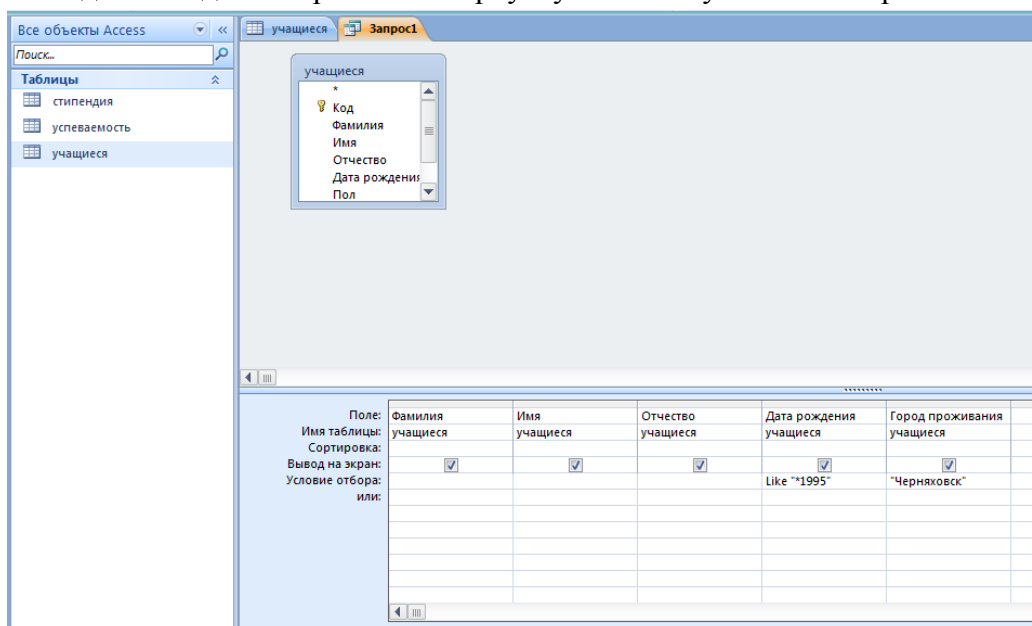 Все объекты Access
Поиск...
Таблицы
стипендия
успеваемость
учащиеся
учащиеся Запрос1
учащиеся
*
Код
Фамилия
Имя
Отчество
Дата рождения
Пол
Поле: Фамилия Имя Отчество Дата рождения Город проживания
Имя таблицы: учащиеся учащиеся учащиеся учащиеся учащиеся
Сортировка:
Вывод на экран:
Условие отбора: Like "*1995" "Черняховск"
или: